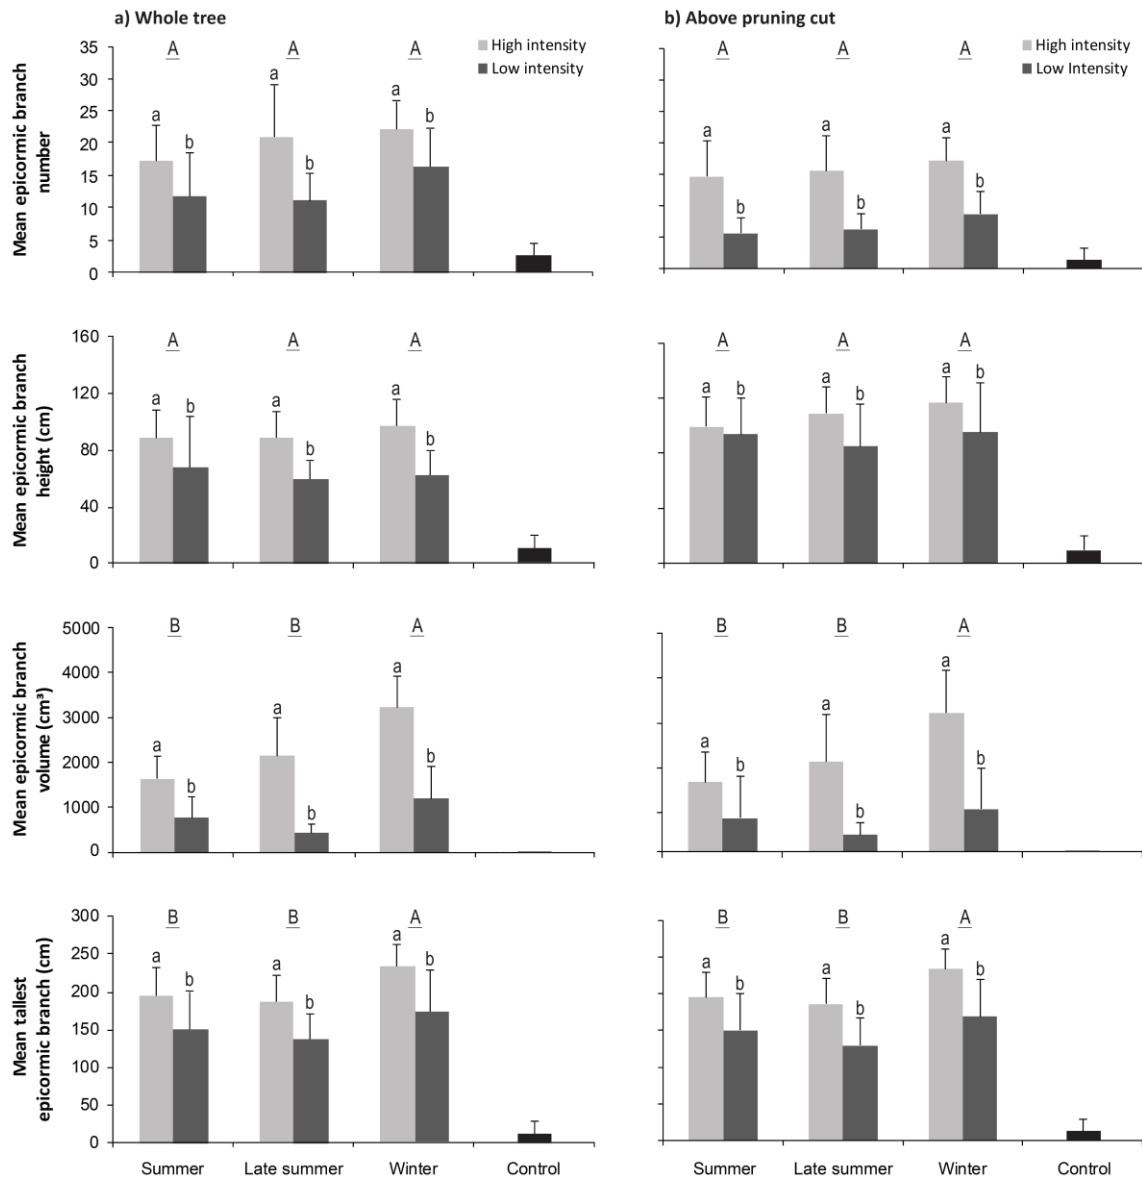 a) Whole tree
b) Above pruning cut
High intensity
Low intensity
High intensity
Low Intensity
Mean epicormic branch
number
35
30
25
20
15
10
5
0
A
A
A
a
b
a
b
a
b
A
A
A
a
b
a
b
a
b
Mean epicormic branch
height (cm)
160
120
80
40
0
A
A
A
a
b
a
b
a
b
A
A
A
a
b
a
b
a
b
Mean epicormic branch
volume (cm³)
5000
4000
3000
2000
1000
0
B
B
A
a
b
a
b
a
b
B
B
A
a
b
a
b
a
b
Mean tallest
epicormic branch (cm)
300
250
200
150
100
50
0
B
B
A
a
b
a
b
a
b
B
B
A
a
b
a
b
a
b
Summer
Late summer
Winter
Control
Summer
Late summer
Winter
Control